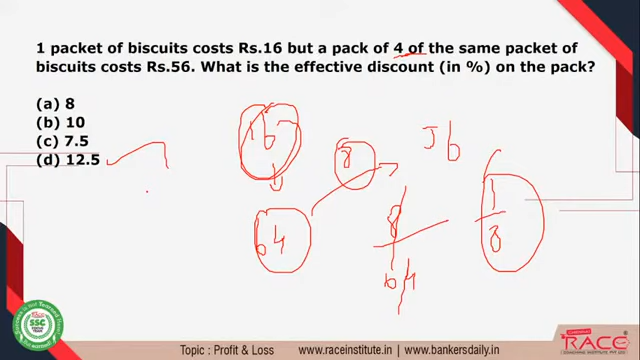 1 packet of biscuits costs Rs.16 but a pack of 4 of the same packet of
biscuits costs Rs.56. What is the effective discount (in %) on the pack?
(a) 8
(b) 10
(c) 7.5
(d) 12.5
16
8
56
64
8
64
1
8
SSC
RACE
Topic : Profit & Loss | www.raceinstitute.in | www.bankersdaily.in